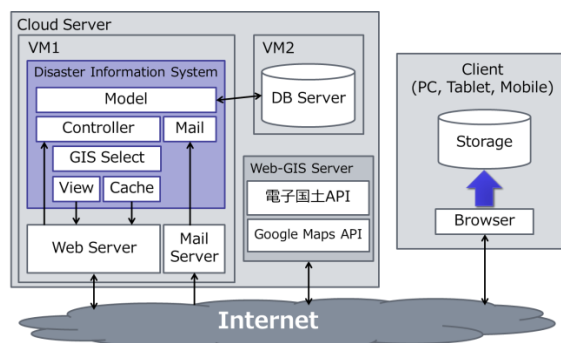 Cloud Server
VM1
Disaster Information System
Model
Controller
Mail
GIS Select
View
Cache
Web Server
Mail
Server
VM2
DB Server
Web-GIS Server
電子国土API
Google Maps API
Client
(PC, Tablet, Mobile)
Storage
Browser
Internet